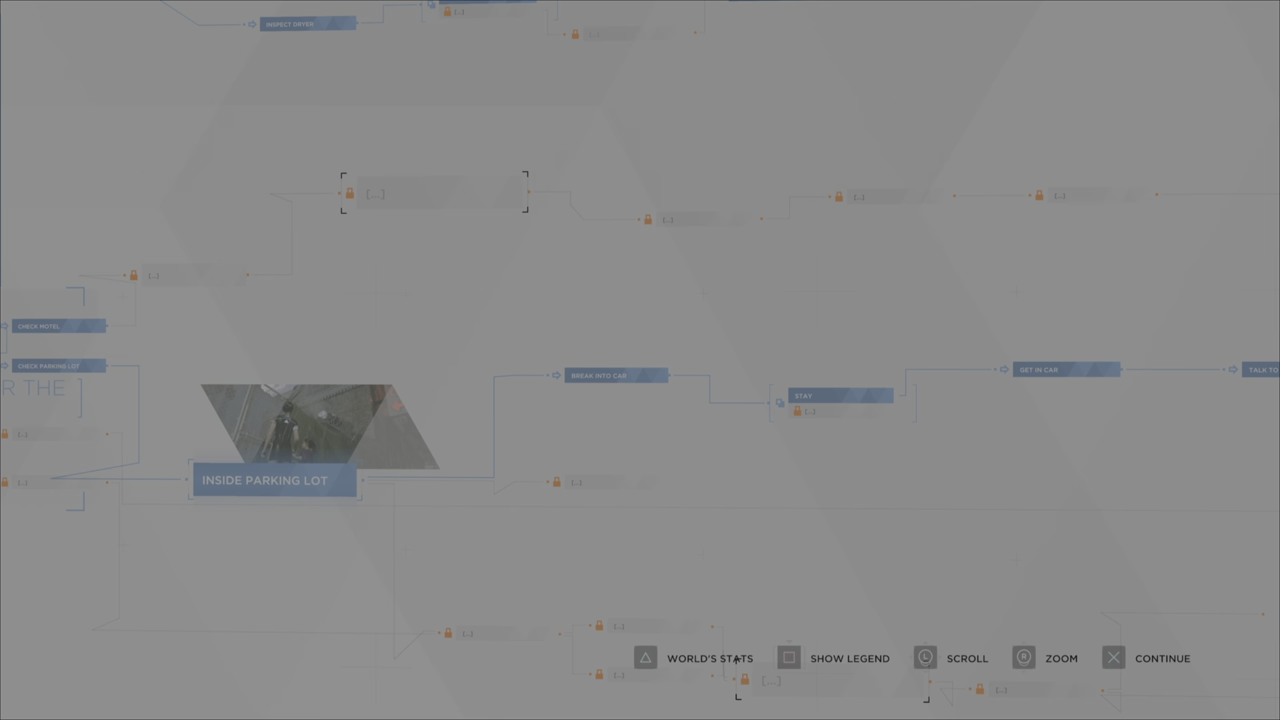 INSPECT DRYER
[...]
[...]
[...]
[...]
[...]
[...]
[...]
CHECK MOTEL
CHECK PARKING LOT
R THE
BREAK INTO CAR
GET IN CAR
TALK TO
STAY
[...]
[...]
[...]
INSIDE PARKING LOT
[...]
[...]
[...]
[...]
[...]
[...]
WORLD'S STATS
SHOW LEGEND
L
SCROLL
R
ZOOM
CONTINUE